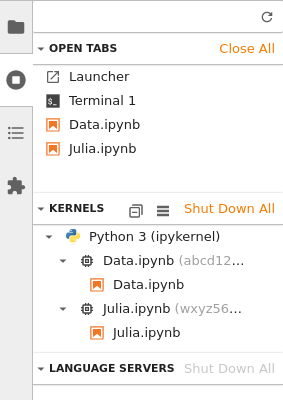 OPEN TABS Close All
Launcher
Terminal 1
Data.ipynb
Julia.ipynb
KERNELS Shut Down All
Python 3 (ipykernel)
Data.ipynb (abcd12...
Data.ipynb
Julia.ipynb (wxyz56...
Julia.ipynb
LANGUAGE SERVERS Shut Down All